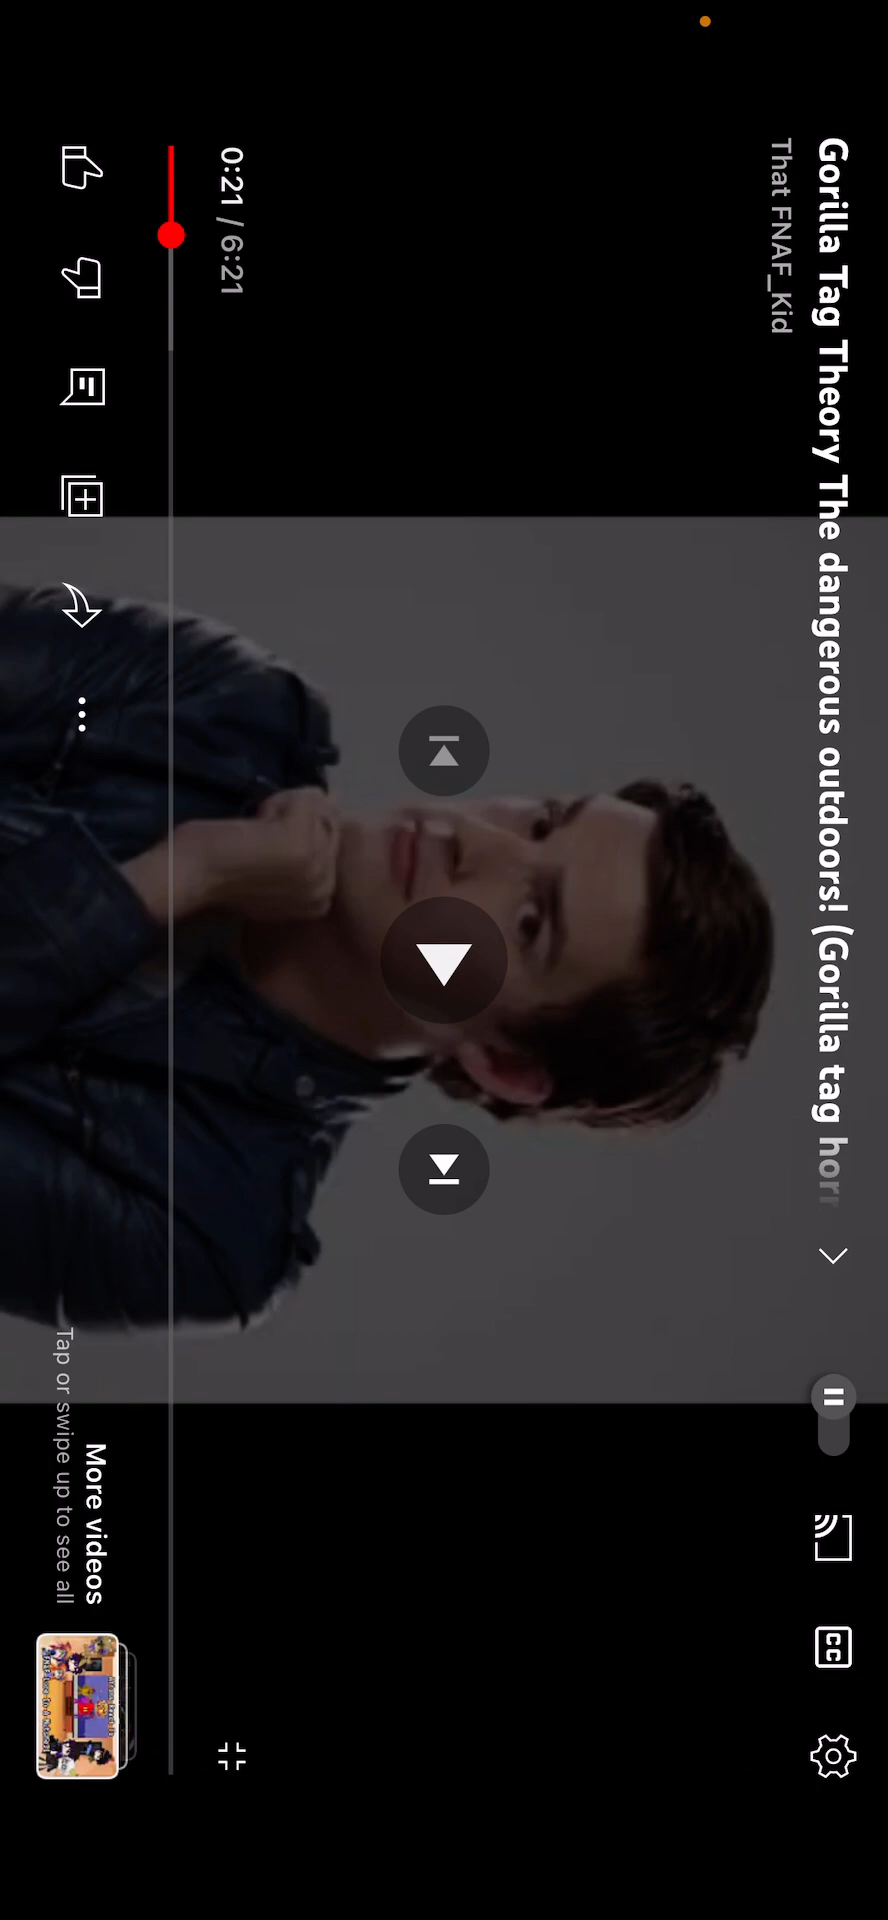 Gorilla Tag Theory The dangerous outdoors! (Gorilla tag horr
That FNAF_Kid
CC
0:21 / 6:21
More videos
Tap or swipe up to see all